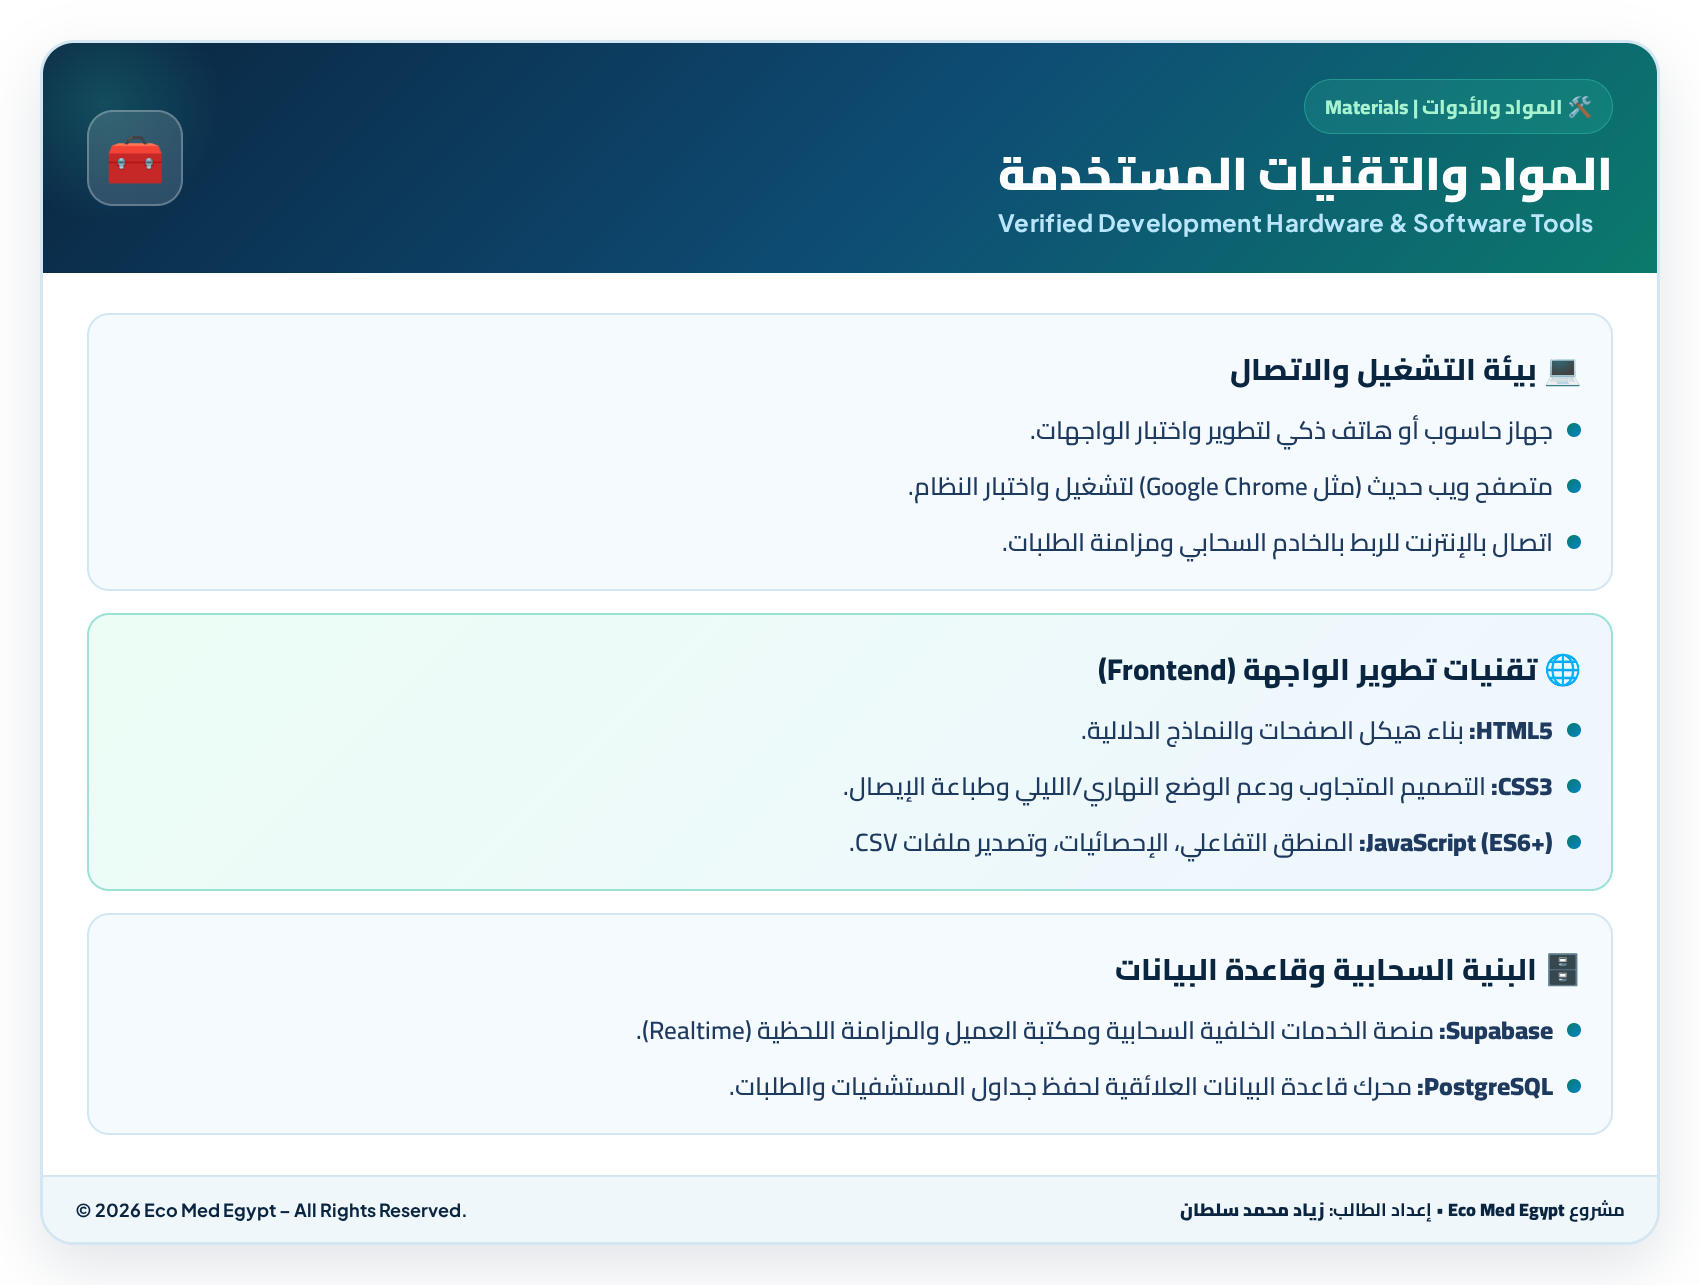 🛠️ المواد والأدوات | Materials
المواد والتقنيات المستخدمة
Verified Development Hardware & Software Tools
💻 بيئة التشغيل والاتصال
جهاز حاسوب أو هاتف ذكي لتطوير واختبار الواجهات.
متصفح ويب حديث (مثل Google Chrome) لتشغيل واختبار النظام.
اتصال بالإنترنت للربط بالخادم السحابي ومزامنة الطلبات.
🌐 تقنيات تطوير الواجهة (Frontend)
HTML5: بناء هيكل الصفحات والنماذج الدلالية.
CSS3: التصميم المتجاوب ودعم الوضع النهاري/الليلي وطباعة الإيصال.
JavaScript (ES6+): المنطق التفاعلي، الإحصائيات، وتصدير ملفات CSV.
🗄️ البنية السحابية وقاعدة البيانات
Supabase: منصة الخدمات الخلفية السحابية ومكتبة العميل والمزامنة اللحظية (Realtime).
PostgreSQL: محرك قاعدة البيانات العلائقية لحفظ جداول المستشفيات والطلبات.
مشروع Eco Med Egypt • إعداد الطالب: زياد محمد سلطان
© 2026 Eco Med Egypt – All Rights Reserved.